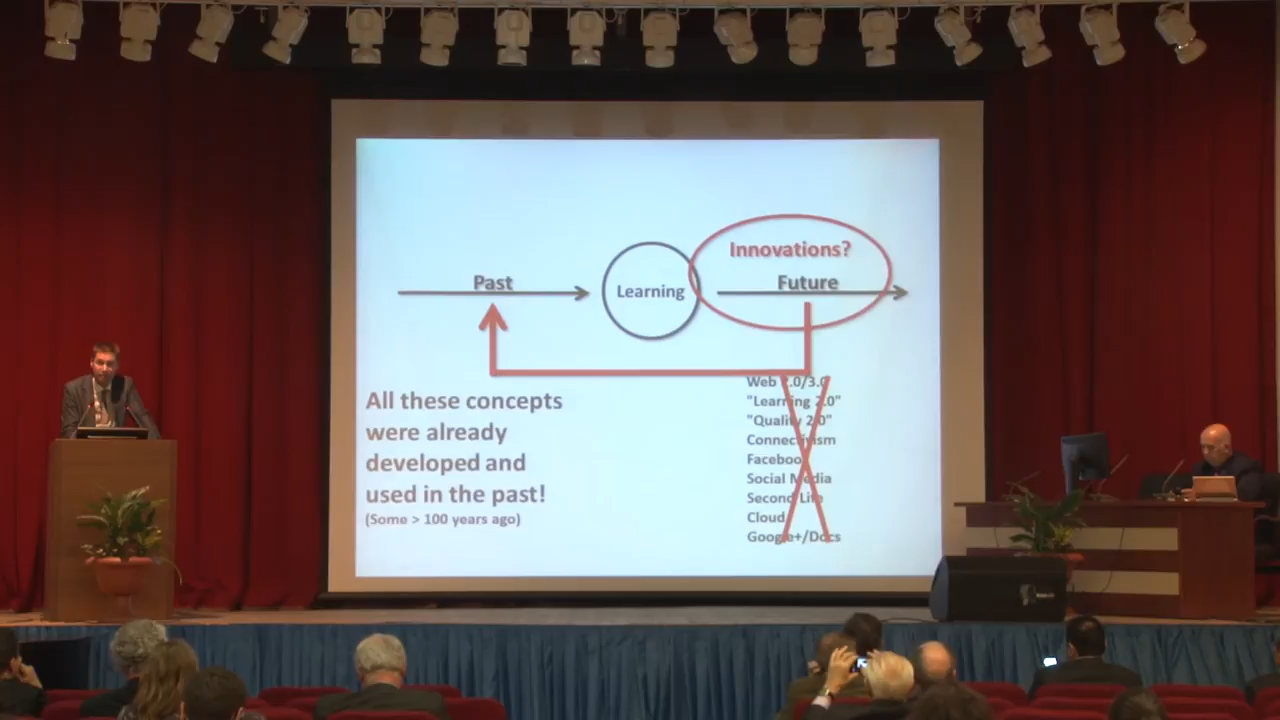 Innovations?
Past
Learning
Future
All these concepts
were already
developed and
used in the past!
(Some > 100 years ago)
Web 2.0/3.0
"Learning 2.0"
"Quality 2.0"
Connectivism
Facebook
Social Media
Second Life
Cloud
Google+/Docs